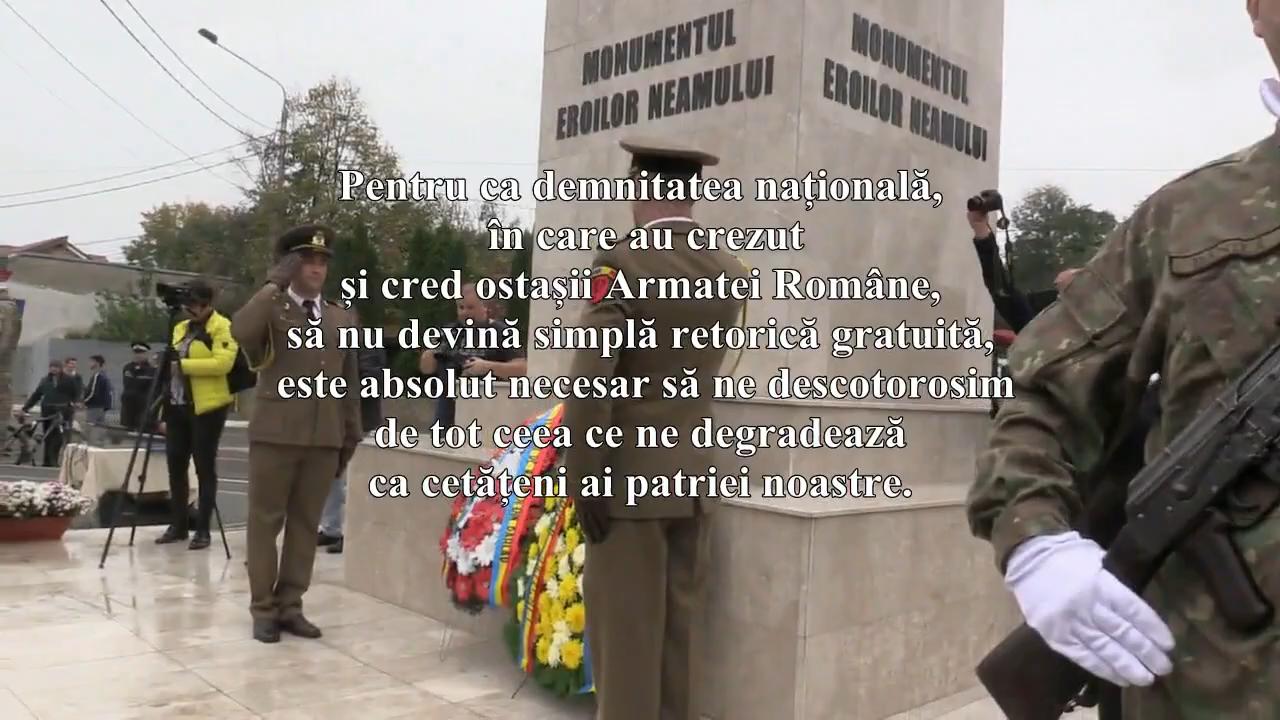 MONUMENTUL
EROILOR NEAMULUI
MONUMENTUL
EROILOR NEAMULUI
Pentru ca demnitatea națională,
în care au crezut
și cred ostașii Armatei Române,
să nu devină simplă retorică gratuită,
este absolut necesar să ne descotorosim
de tot ceea ce ne degradează
ca cetățeni ai patriei noastre.